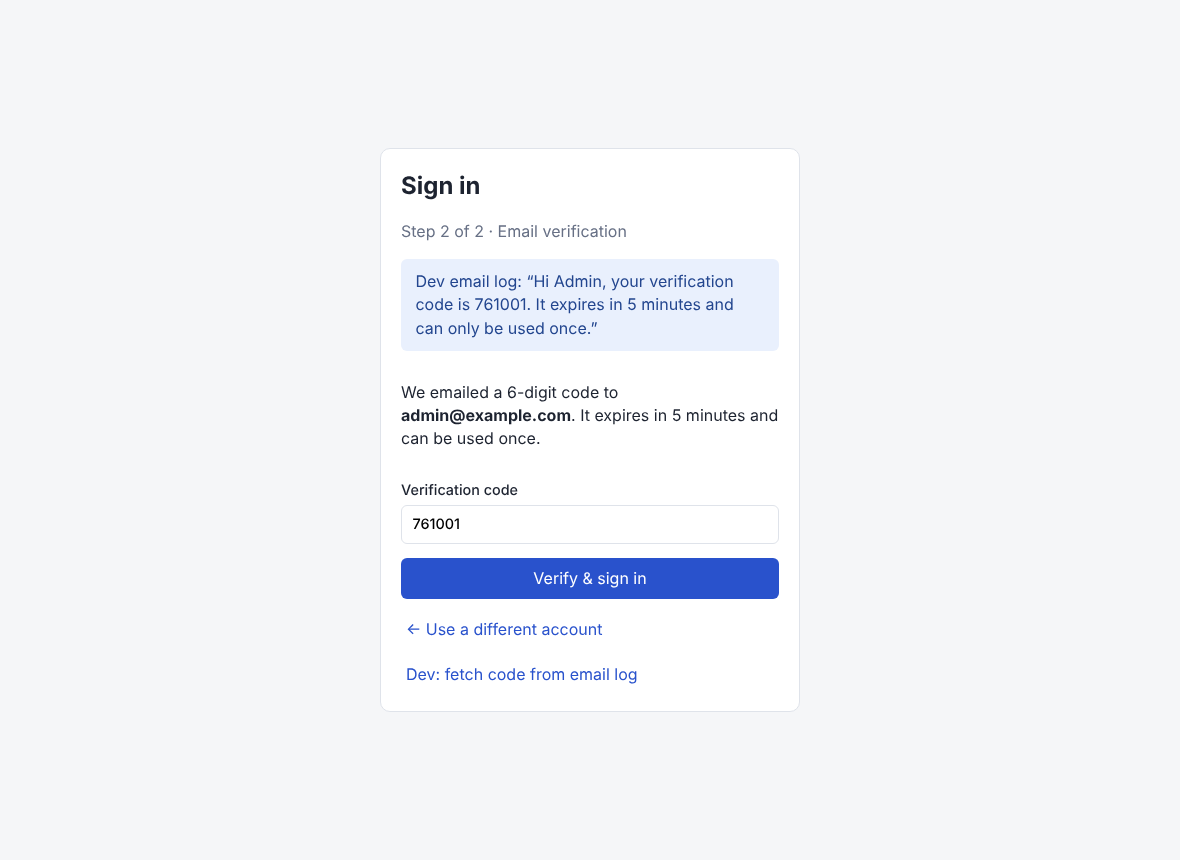 Sign in
Step 2 of 2 · Email verification
Dev email log: “Hi Admin, your verification
code is 761001. It expires in 5 minutes and
can only be used once.”
We emailed a 6-digit code to
admin@example.com. It expires in 5 minutes and
can be used once.
Verification code
761001
Verify & sign in
← Use a different account
Dev: fetch code from email log